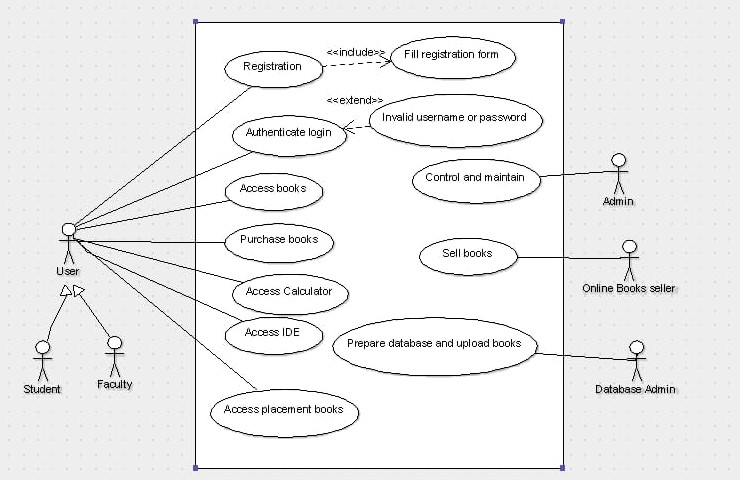 <<include>>
Fill registration form
Registration
<<extend>>
Invalid username or password
Authenticate login
Control and maintain
Access books
Admin
Purchase books
Sell books
User
Online Books seller
Access Calculator
Access IDE
Prepare database and upload books
Student
Faculty
Database Admin
Access placement books